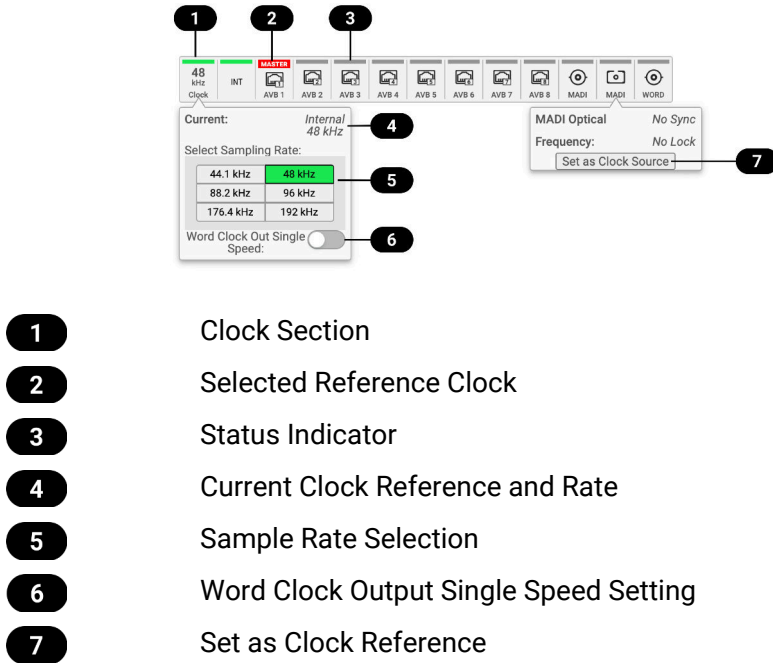 1 2 3
MASTER
48 kHz Clock INT AVB 1 AVB 2 AVB 3 AVB 4 AVB 5 AVB 6 AVB 7 AVB 8 MADI MADI WORD
Current: Internal
48 kHz
4
Select Sampling Rate:
44.1 kHz 48 kHz
88.2 kHz 96 kHz
176.4 kHz 192 kHz
5
Word Clock Out Single
Speed:
6
MADI Optical No Sync
Frequency: No Lock
Set as Clock Source
7
1 Clock Section
2 Selected Reference Clock
3 Status Indicator
4 Current Clock Reference and Rate
5 Sample Rate Selection
6 Word Clock Output Single Speed Setting
7 Set as Clock Reference